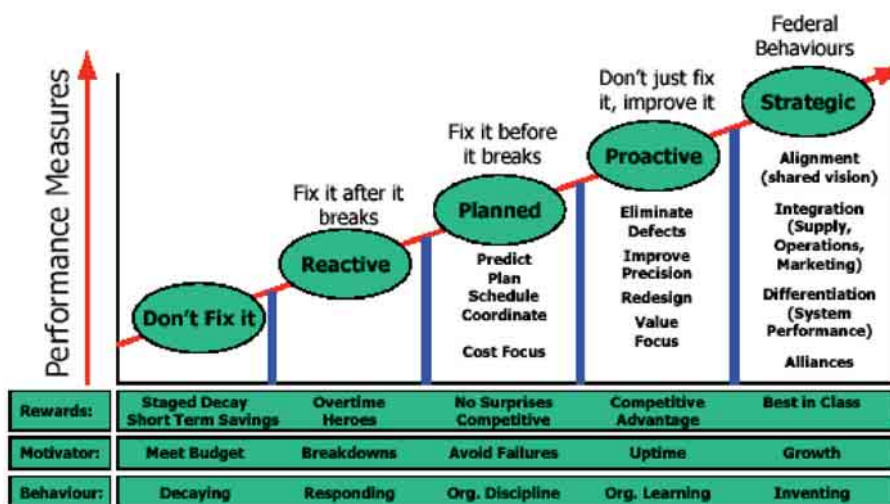 Performance Measures
Don't Fix it
Fix it after it
breaks
Reactive
Fix it before
it breaks
Planned
Predict
Plan
Schedule
Coordinate
Cost Focus
Don't just fix
it, improve it
Proactive
Eliminate
Defects
Improve
Precision
Redesign
Value
Focus
Federal
Behaviours
Strategic
Alignment
(shared vision)
Integration
(Supply,
Operations,
Marketing)
Differentiation
(System
Performance)
Alliances
Rewards:
Staged Decay
Short Term Savings
Overtime
Heroes
No Surprises
Competitive
Competitive
Advantage
Best in Class
Motivator:
Meet Budget
Breakdowns
Avoid Failures
Uptime
Growth
Behaviour:
Decaying
Responding
Org. Discipline
Org. Learning
Inventing